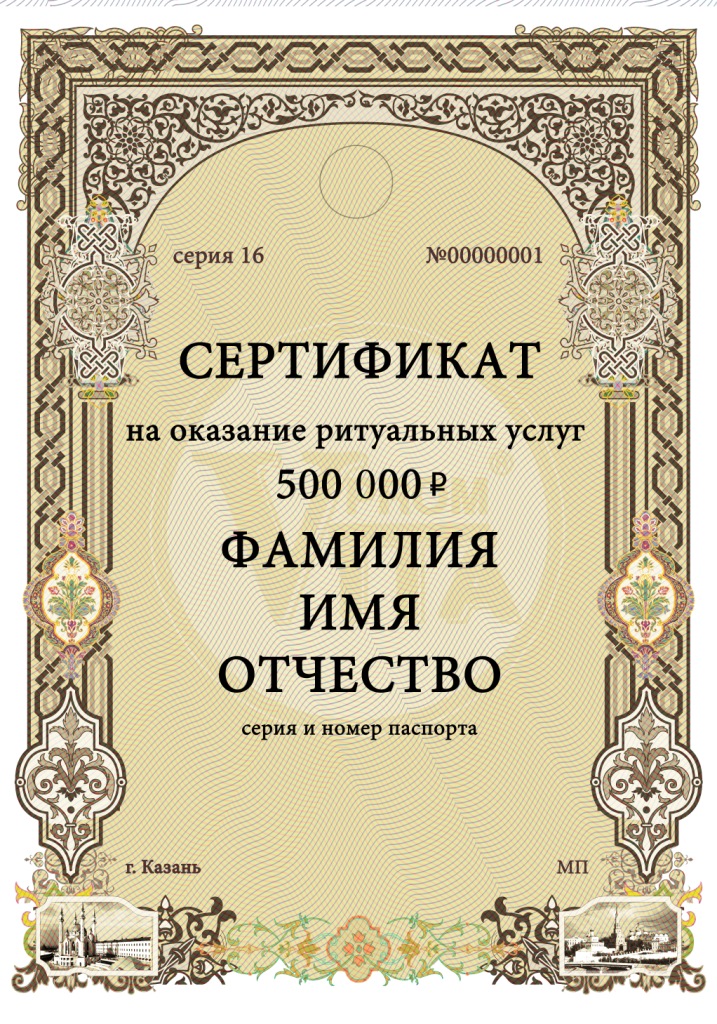 серия 16 №00000001
СЕРТИФИКАТ
на оказание ритуальных услуг
500 000 ₽
ФАМИЛИЯ
ИМЯ
ОТЧЕСТВО
серия и номер паспорта
г. Казань МП